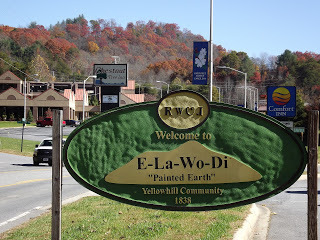 RWCI
Welcome to
E-La-Wo-Di
"Painted Earth"
Yellowhill Community
1838
Comfort
INN